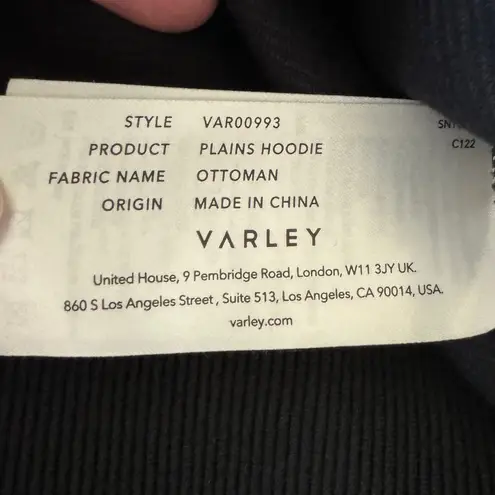 STYLE VAR00993
PRODUCT PLAINS HOODIE
FABRIC NAME OTTOMAN
ORIGIN MADE IN CHINA
C122
VARLEY
United House, 9 Pembridge Road, London, W11 3JY UK.
860 S Los Angeles Street, Suite 513, Los Angeles, CA 90014, USA.
varley.com